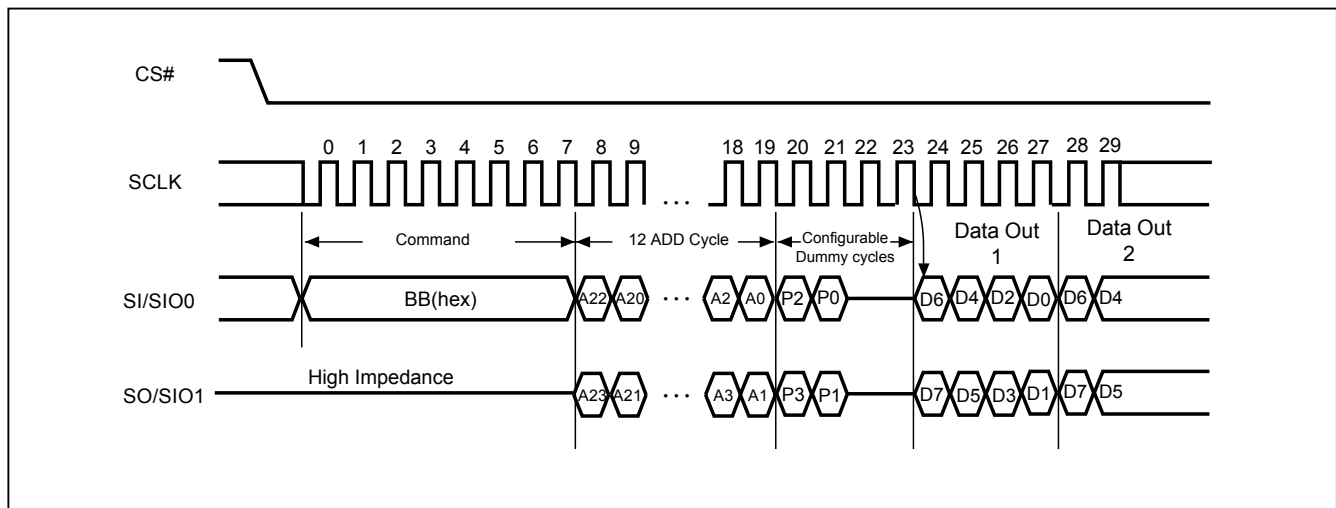 CS#
0 1 2 3 4 5 6 7 8 9 18 19 20 21 22 23 24 25 26 27 28 29
SCLK
...
Command
12 ADD Cycle
Configurable
Dummy cycles
Data Out
1
Data Out
2
SI/SIO0
BB(hex)
A22 A20 ... A2 A0 P2 P0 D6 D4 D2 D0 D6 D4
High Impedance
SO/SIO1
A23 A21 ... A3 A1 P3 P1 D7 D5 D3 D1 D7 D5